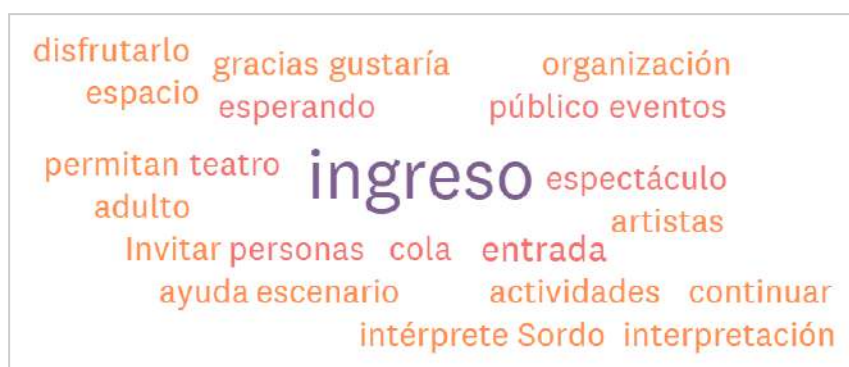 disfrutarlo gracias gustaría organización
espacio esperando público eventos
permitan teatro ingreso espectáculo
adulto artistas
Invitar personas cola entrada
ayuda escenario actividades continuar
intérprete Sordo interpretación